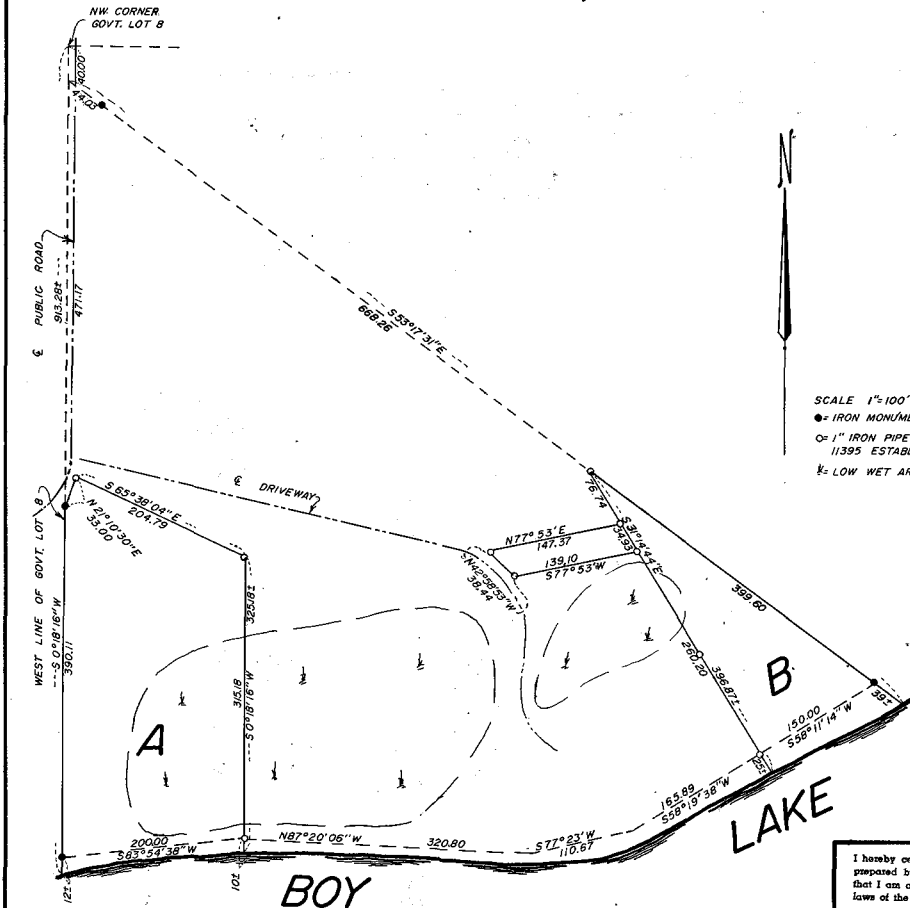 NW. CORNER
GOVT. LOT 8
40.00
44.03
℄ PUBLIC ROAD
913.28±
471.17
S 53°17'31"E
668.26
N
SCALE 1"=100'
●= IRON MONUME
○= 1" IRON PIPE
11395 ESTABL
= LOW WET AR
WEST LINE OF GOVT. LOT 8
S 0°18'16"W
390.11
N 21°10'30"E
33.00
S 65°38'04"E
204.79
℄ DRIVEWAY
N42°58'53"W
38.44
N77°53'E
147.37
139.10
S77°53'W
76.74
S 31°14'44"E
34.93
399.60
325.18±
315.18
S 0°18'16"W
260.20
396.87±
A
B
39±
150.00
S58°11'14"W
25±
165.89
S58°19'38"W
S77°23'W
110.67
N87°20'06"W
320.80
200.00
S83°54'38"W
12±
10±
BOY
LAKE
I hereby ce
prepared b
that I am a
laws of the